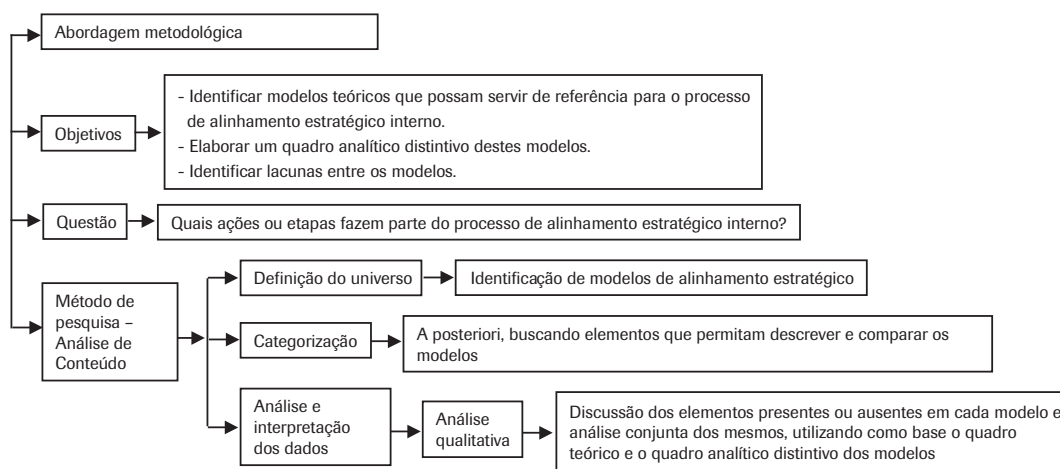 Abordagem metodológica
Objetivos
- Identificar modelos teóricos que possam servir de referência para o processo
de alinhamento estratégico interno.
- Elaborar um quadro analítico distintivo destes modelos.
- Identificar lacunas entre os modelos.
Questão
Quais ações ou etapas fazem parte do processo de alinhamento estratégico interno?
Método de
pesquisa –
Análise de
Conteúdo
Definição do universo
Identificação de modelos de alinhamento estratégico
Categorização
A posteriori, buscando elementos que permitam descrever e comparar os
modelos
Análise e
interpretação
dos dados
Análise
qualitativa
Discussão dos elementos presentes ou ausentes em cada modelo e
análise conjunta dos mesmos, utilizando como base o quadro
teórico e o quadro analítico distintivo dos modelos